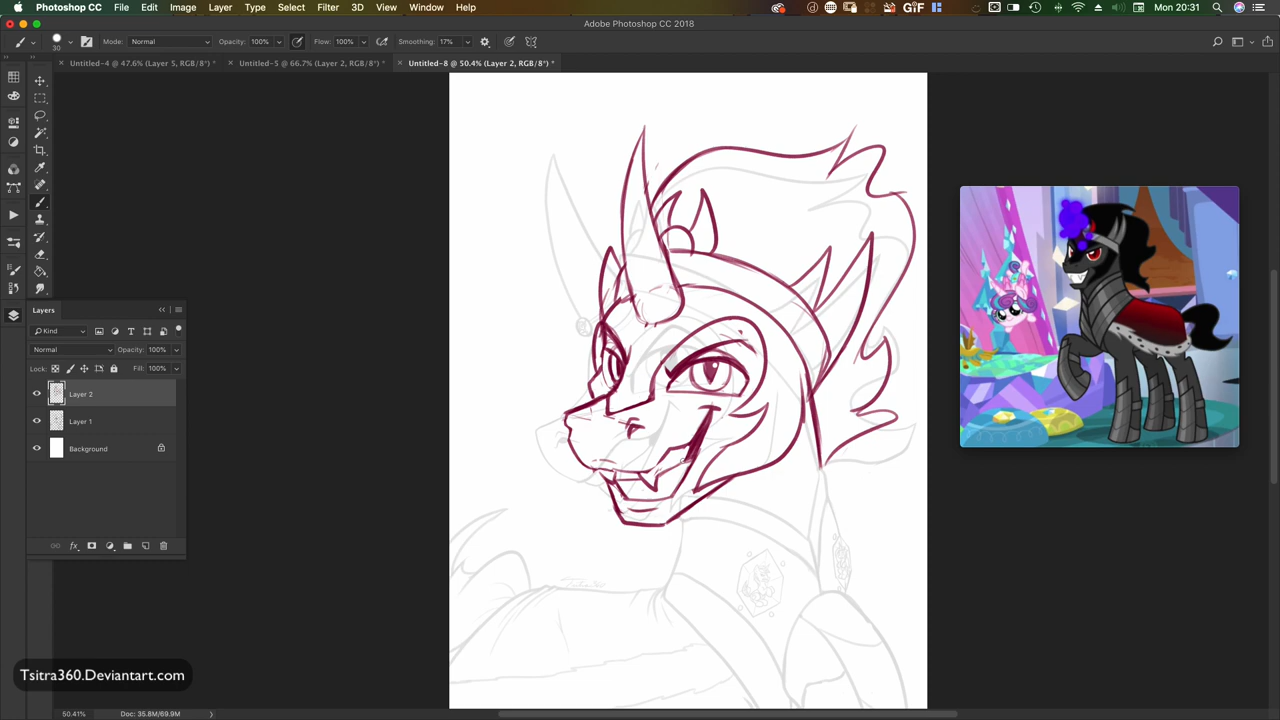 Photoshop CC File Edit Image Layer Type Select Filter 3D View Window Help GIF Mon 20:31
Adobe Photoshop CC 2018
30 Mode: Normal Opacity: 100% Flow: 100% Smoothing: 17%
Untitled-4 @ 47.6% (Layer 5, RGB/8*) * Untitled-5 @ 66.7% (Layer 2, RGB/8*) * Untitled-8 @ 50.4% (Layer 2, RGB/8*) *
Layers
Kind
Normal Opacity: 100%
Lock: Fill: 100%
Layer 2
Layer 1
Background
fx
Tsitra360.Deviantart.com
50.41% Doc: 35.8M/69.9M